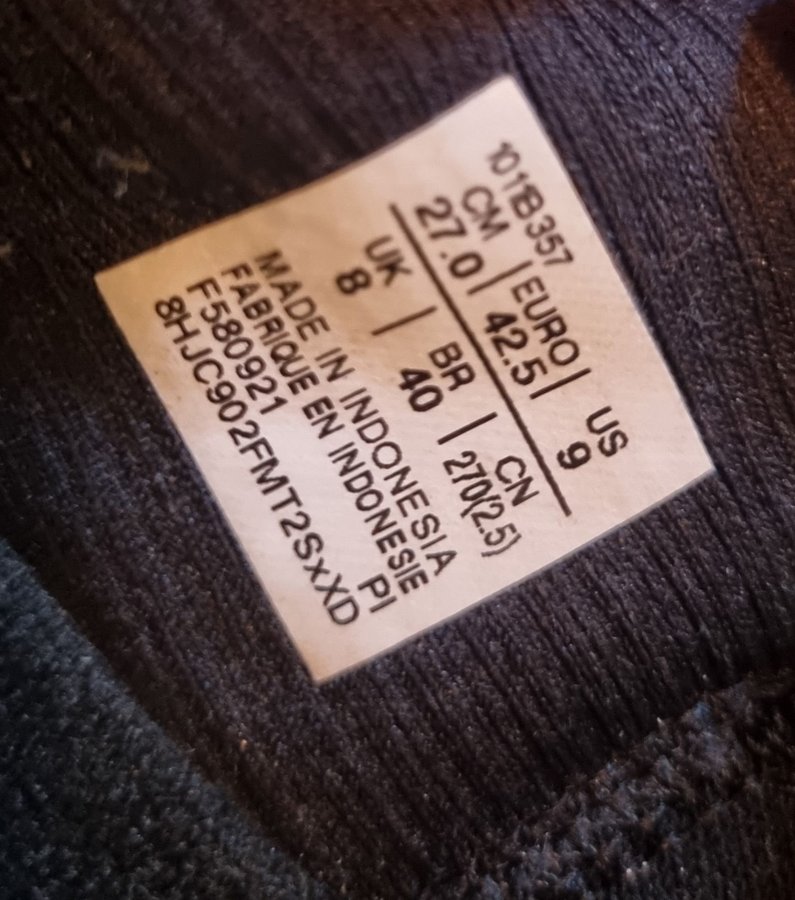 1011B357
CM | EURO | US
27.0 | 42.5 | 9
UK | BR | CN
8 | 40 | 270(2.5)
MADE IN INDONESIA
FABRIQUE EN INDONESIE
F580921 PI
8HJC902FMT2SxXD